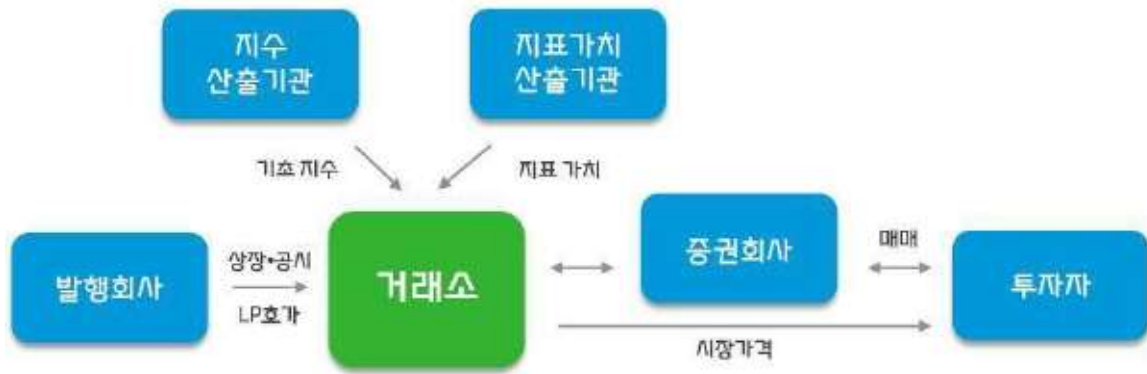 지수
산출기관
지표가치
산출기관
기초 지수
지표 가치
발행회사
상장•공시
LP호가
거래소
증권회사
매매
투자자
시장가격